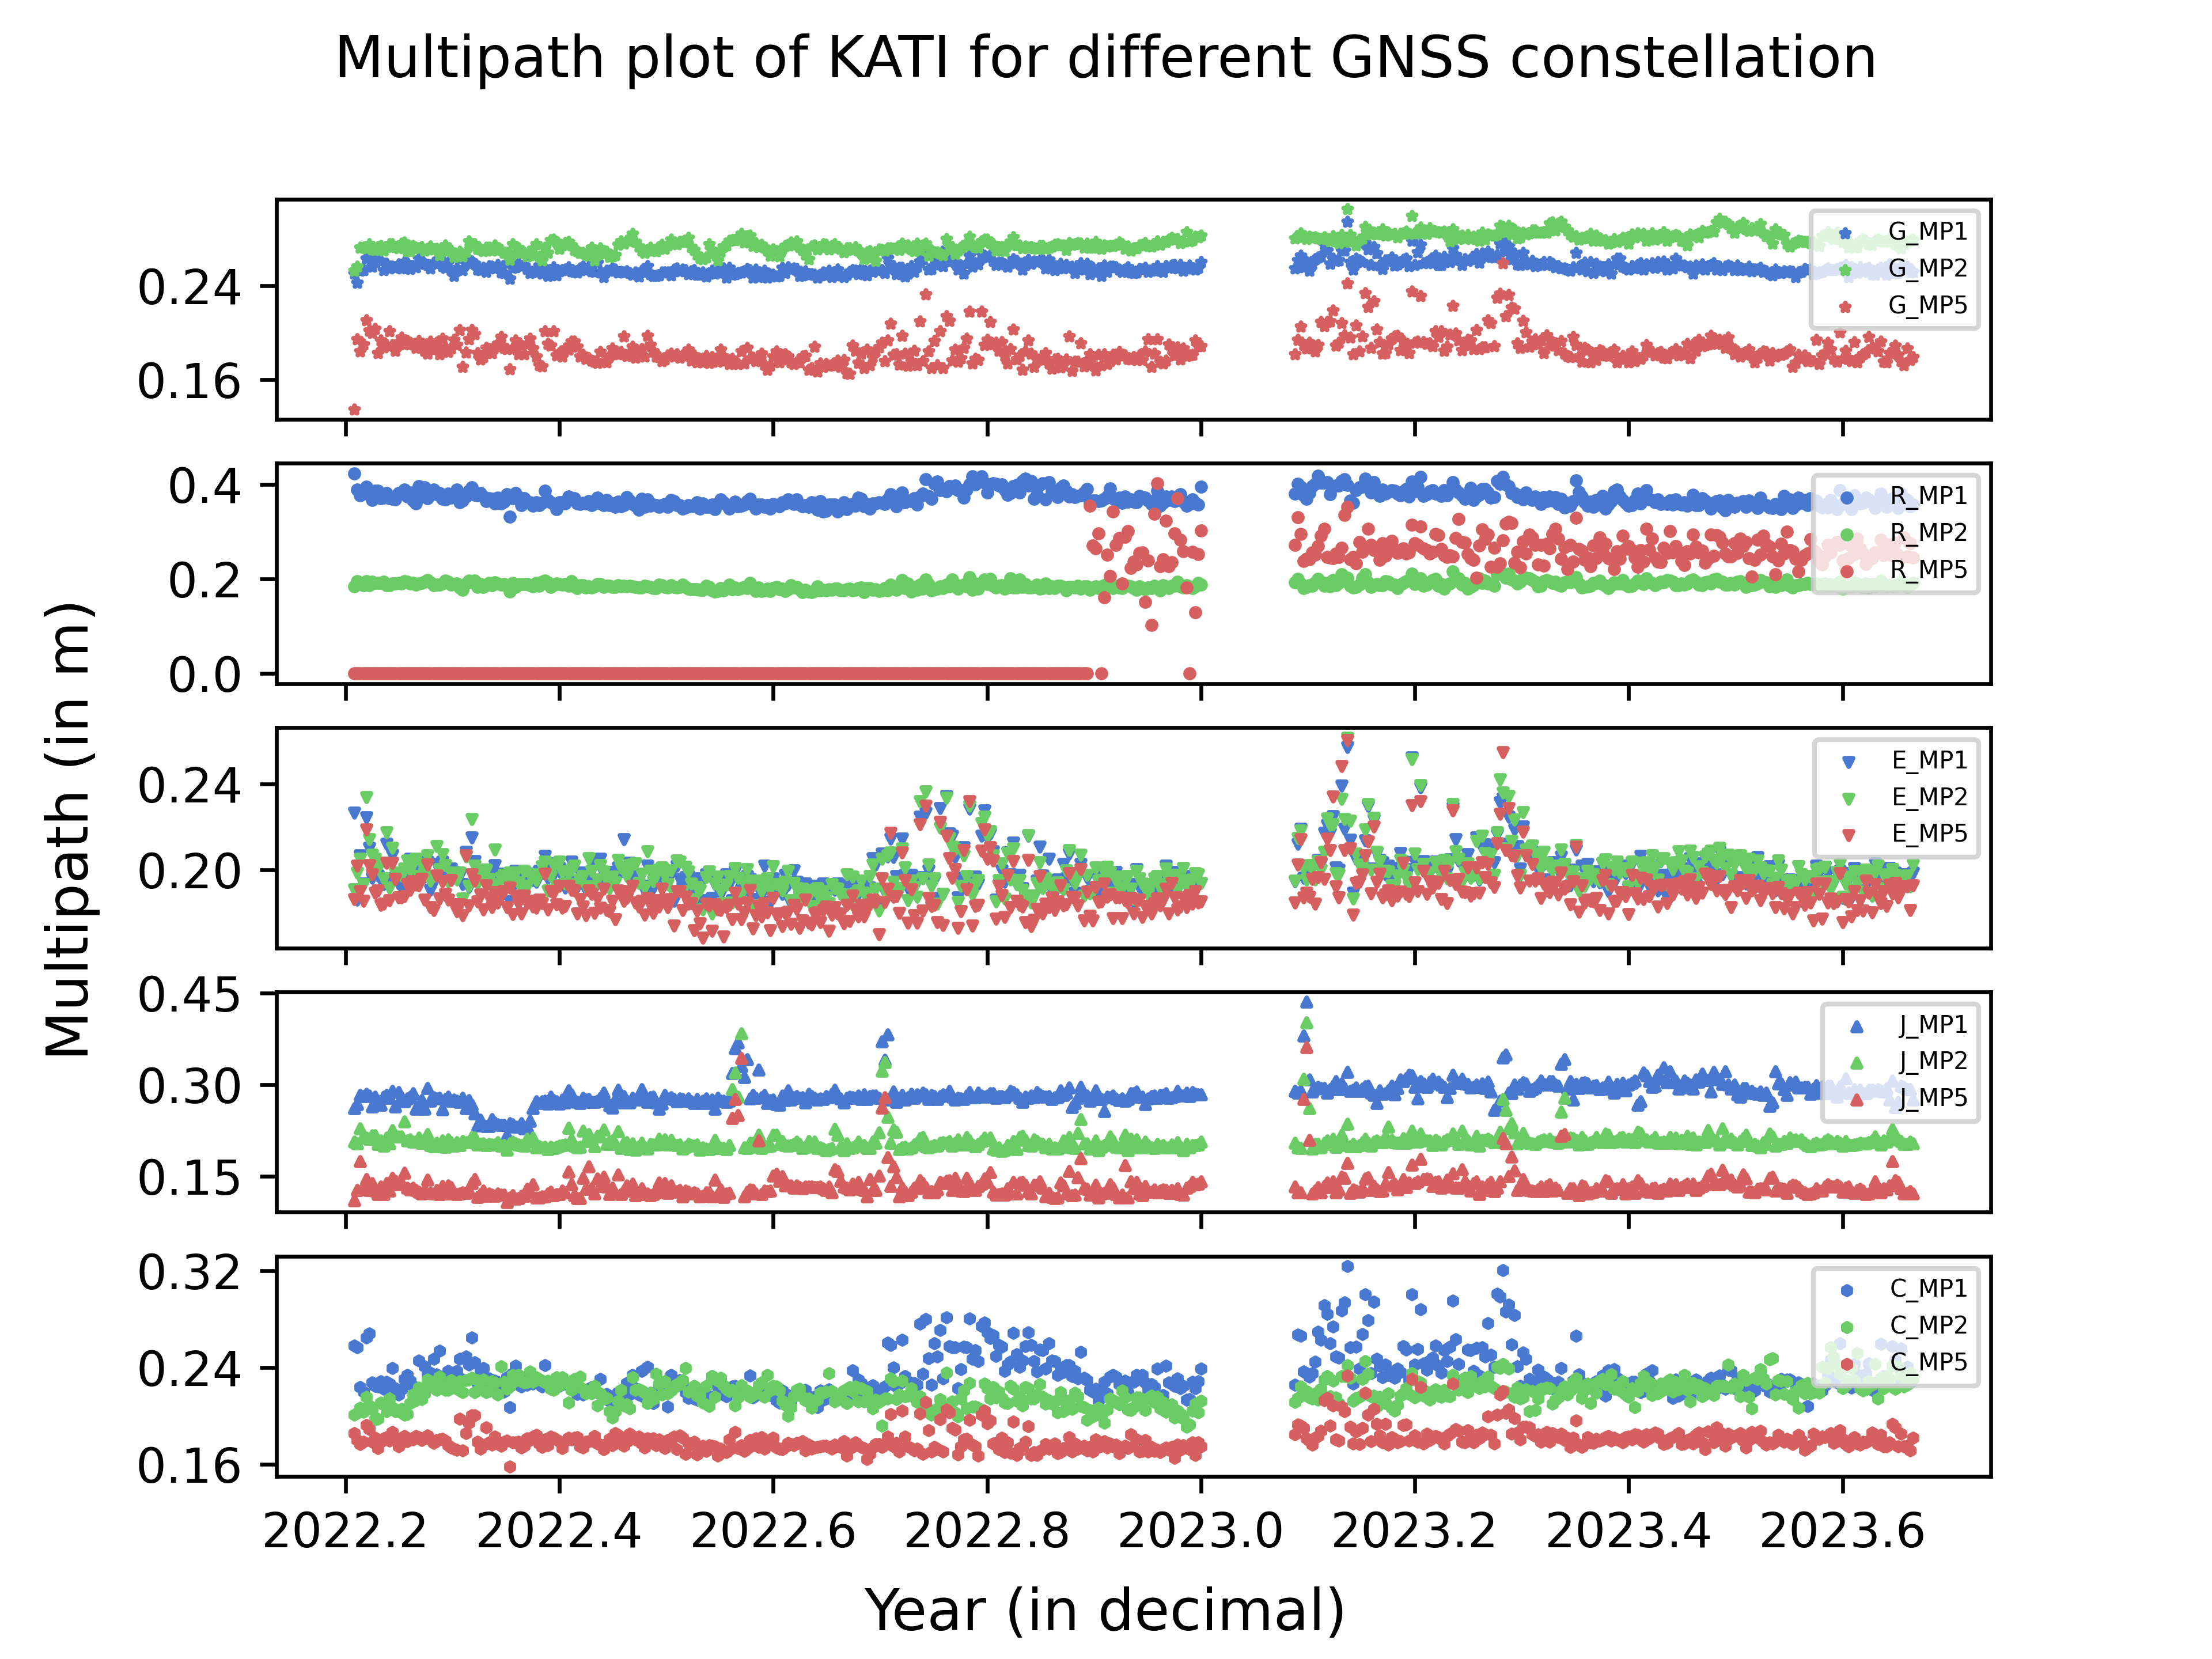 Multipath plot of KATI for different GNSS constellation
Multipath (in m)
0.24
0.16
G_MP1
G_MP2
G_MP5
0.4
0.2
0.0
R_MP1
R_MP2
R_MP5
0.24
0.20
E_MP1
E_MP2
E_MP5
0.45
0.30
0.15
J_MP1
J_MP2
J_MP5
0.32
0.24
0.16
C_MP1
C_MP2
C_MP5
2022.2 2022.4 2022.6 2022.8 2023.0 2023.2 2023.4 2023.6
Year (in decimal)